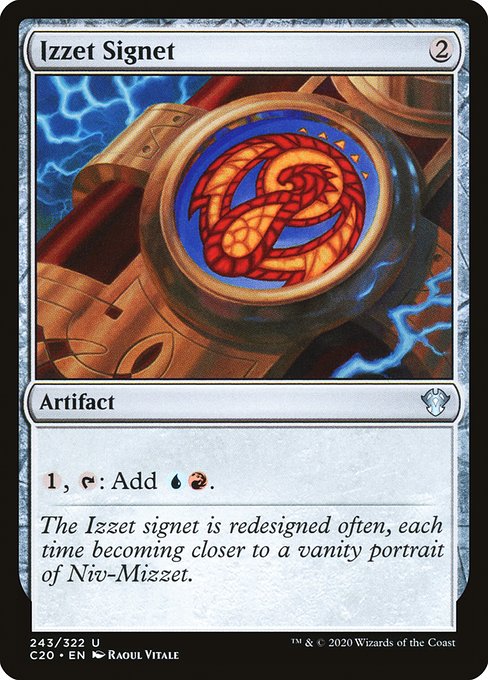 Izzet Signet 2
Artifact
1, : Add .
The Izzet signet is redesigned often, each
time becoming closer to a vanity portrait
of Niv-Mizzet.
243/322 U
C20 • EN Raoul Vitale
™ & © 2020 Wizards of the Coast